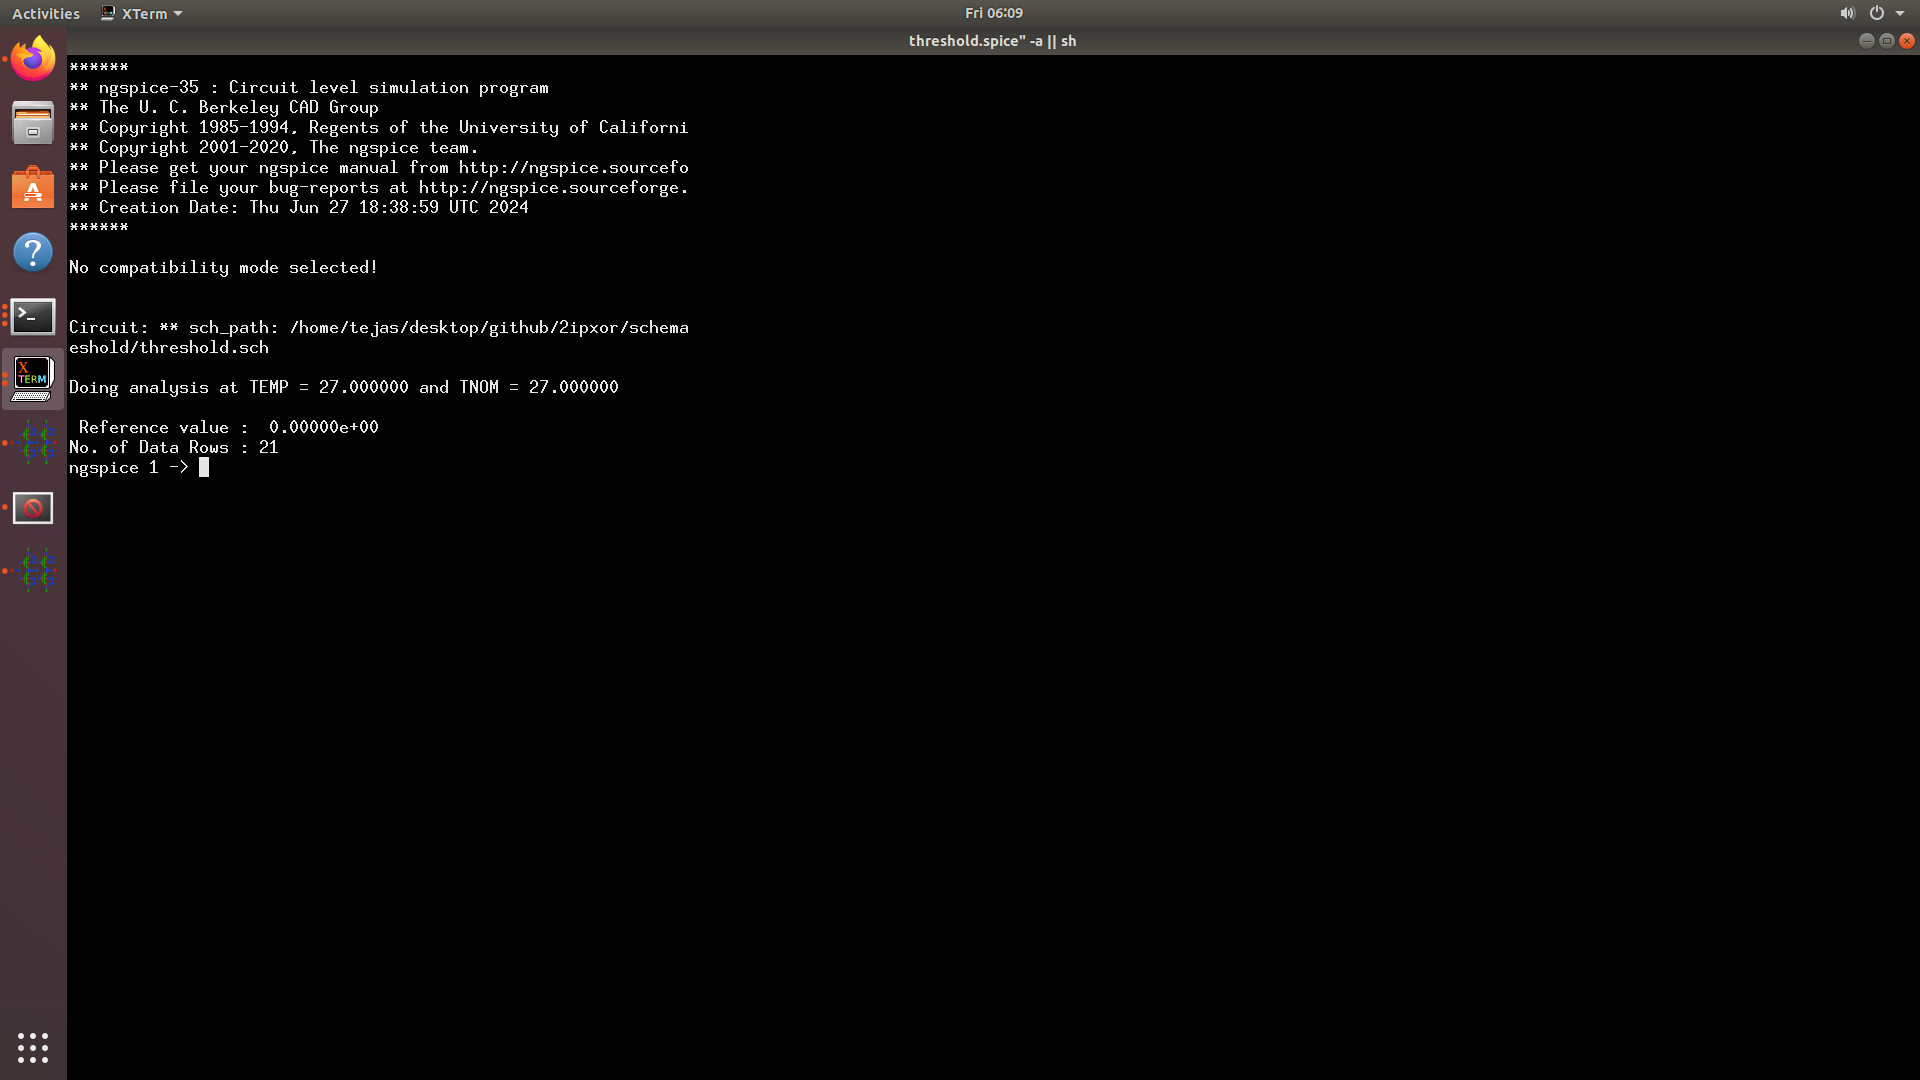 Activities XTerm Fri 06:09
threshold.spice" -a || sh
******
** ngspice-35 : Circuit level simulation program
** The U. C. Berkeley CAD Group
** Copyright 1985-1994, Regents of the University of Californi
** Copyright 2001-2020, The ngspice team.
** Please get your ngspice manual from http://ngspice.sourcefo
** Please file your bug-reports at http://ngspice.sourceforge.
** Creation Date: Thu Jun 27 18:38:59 UTC 2024
******
No compatibility mode selected!
Circuit: ** sch_path: /home/tejas/desktop/github/2ipxor/schema
eshold/threshold.sch
Doing analysis at TEMP = 27.000000 and TNOM = 27.000000
Reference value : 0.00000e+00
No. of Data Rows : 21
ngspice 1 ->
X
TERM